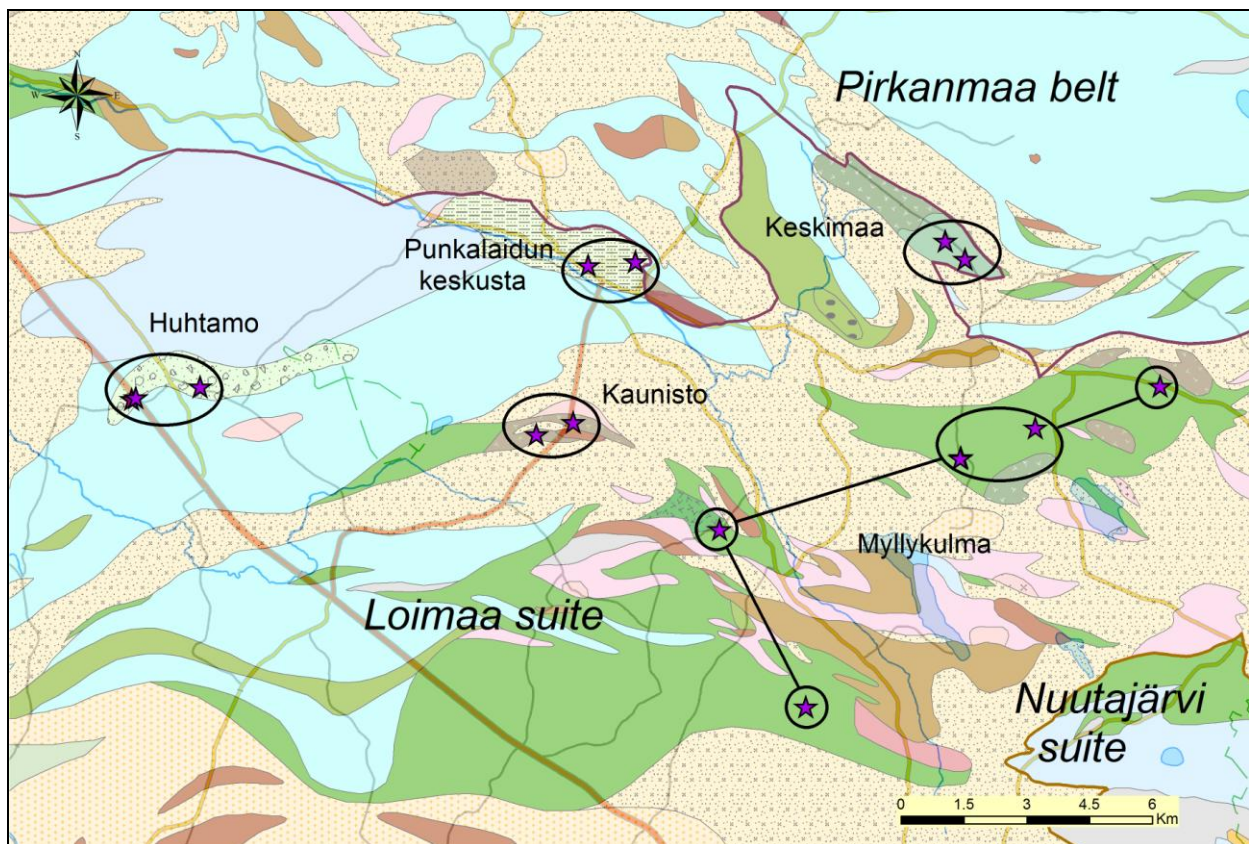 N
W E
S
Pirkanmaa belt
Keskimaa
Punkalaidun
keskusta
Huhtamo
Kaunisto
Myllykulma
Loimaa suite
Nuutajärvi
suite
0 1.5 3 4.5 6
Km